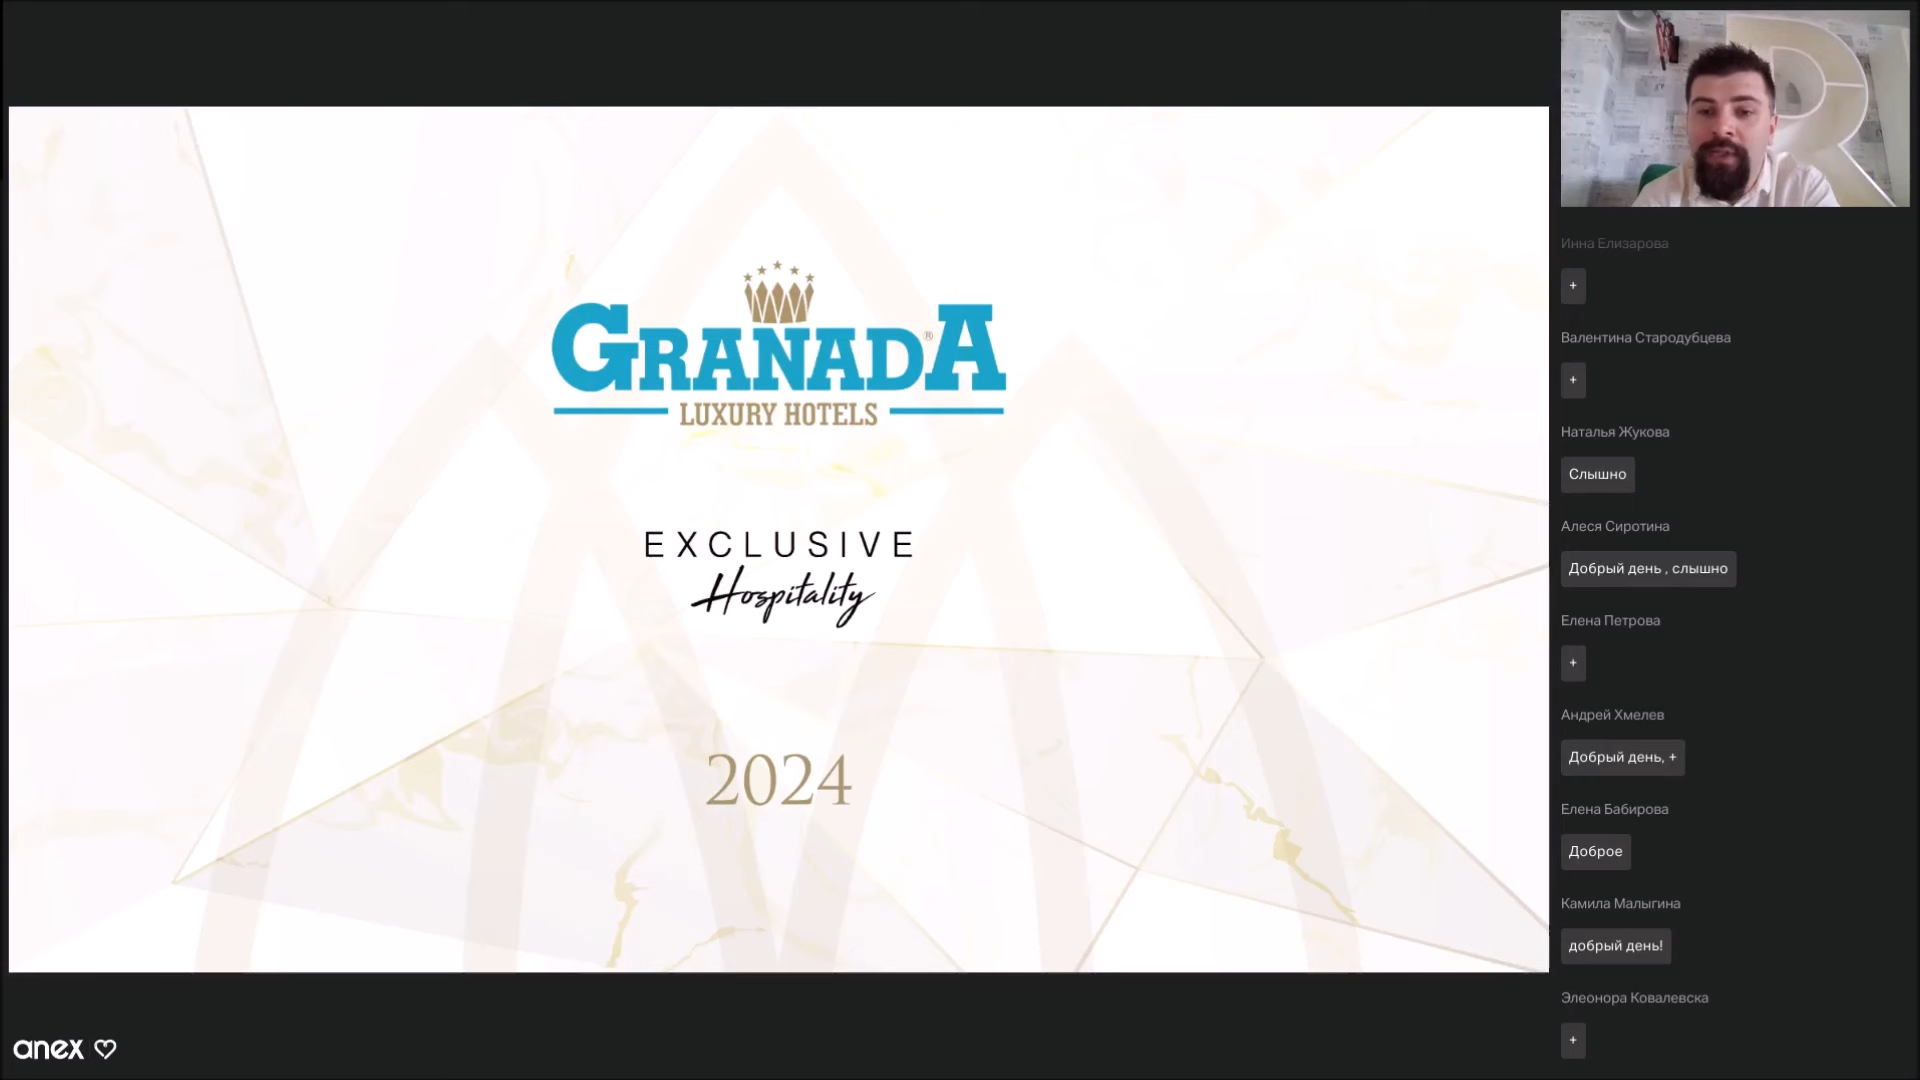 GRANADA®
LUXURY HOTELS
EXCLUSIVE
Hospitality
2024
anex
R
Инна Елизарова
+
Валентина Стародубцева
+
Наталья Жукова
Слышно
Алеся Сиротина
Добрый день , слышно
Елена Петрова
+
Андрей Хмелев
Добрый день, +
Елена Бабирова
Доброе
Камила Малыгина
добрый день!
Элеонора Ковалевска
+